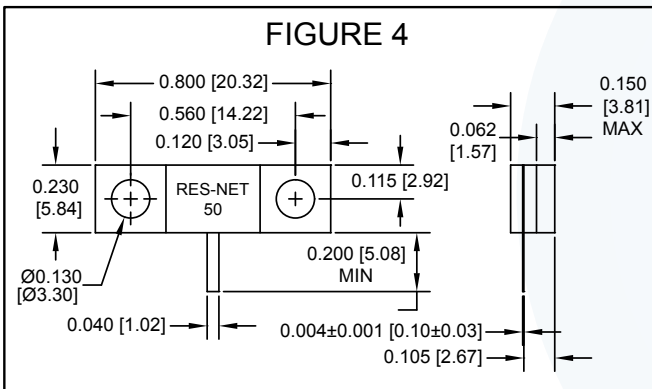 FIGURE 4
0.800 [20.32]
0.560 [14.22]
0.120 [3.05]
0.150
[3.81]
MAX
0.062
[1.57]
0.230
[5.84]
RES-NET
50
0.115 [2.92]
0.200 [5.08]
MIN
Ø0.130
[Ø3.30]
0.040 [1.02]
0.004±0.001 [0.10±0.03]
0.105 [2.67]